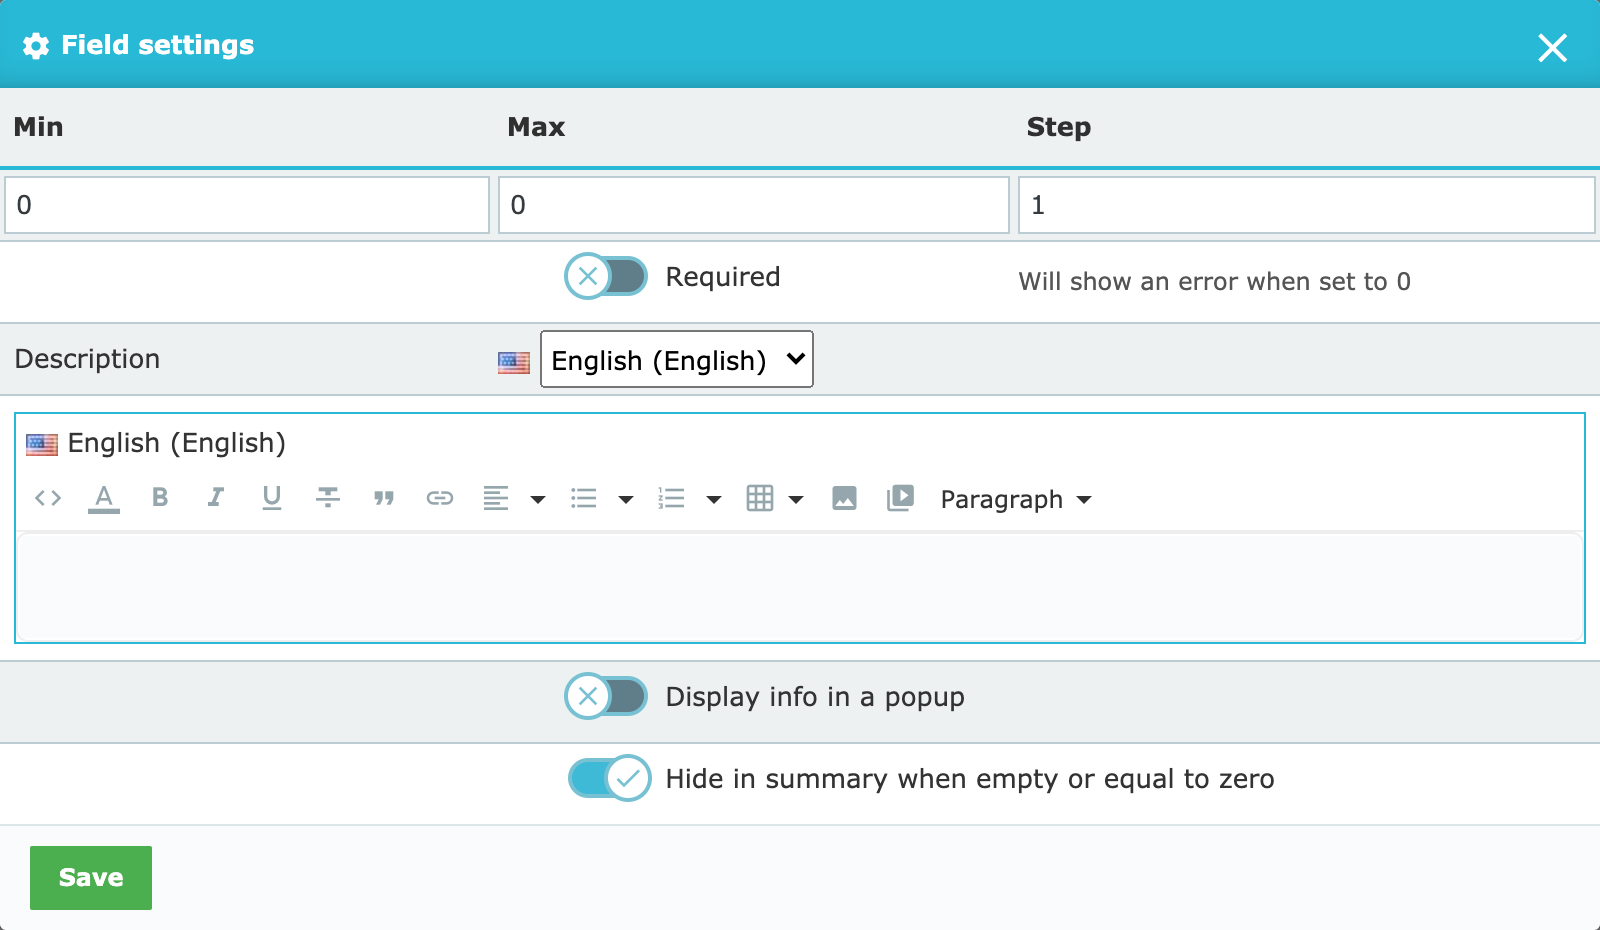 Field settings
Min Max Step
0 0 1
Required Will show an error when set to 0
Description English (English)
English (English)
Paragraph
Display info in a popup
Hide in summary when empty or equal to zero
Save